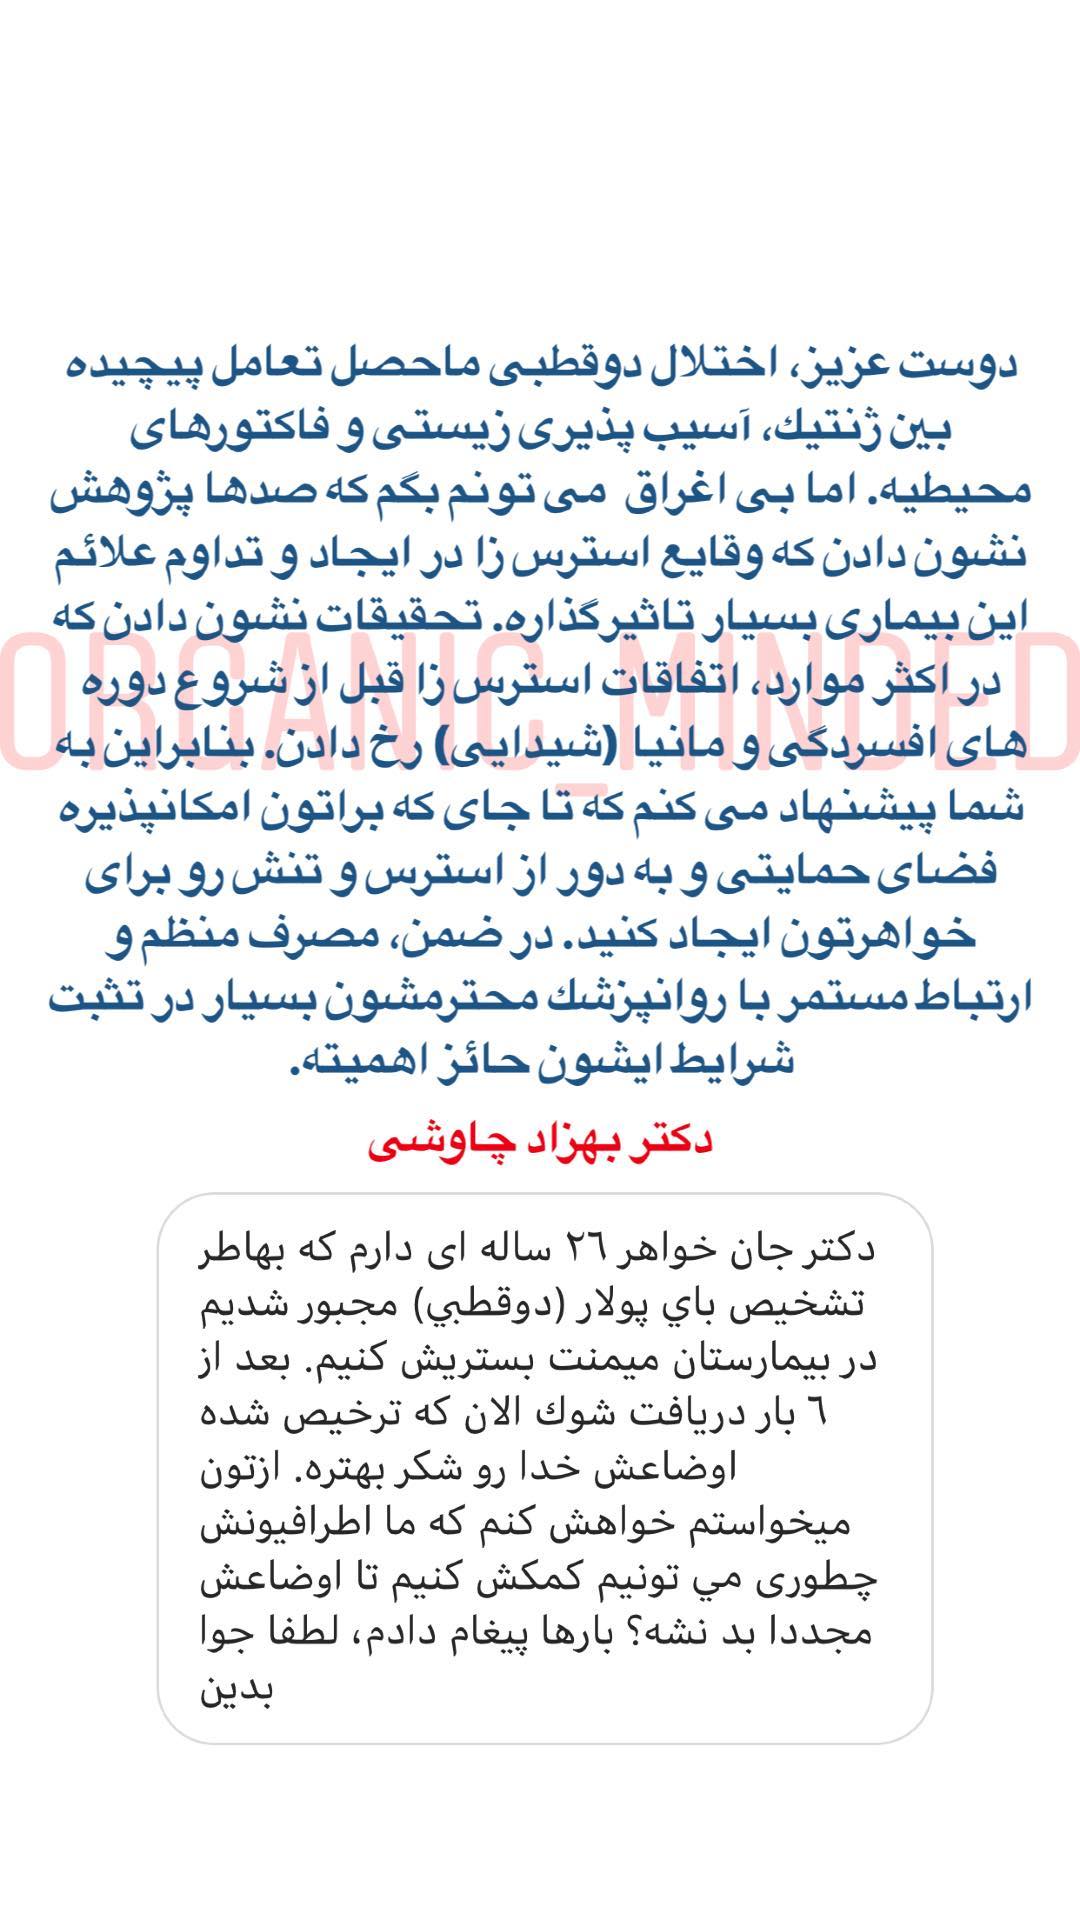 دوست عزیز، اختلال دوقطبی ماحصل تعامل پیچیده
بین ژنتیك، آسیب پذیری زیستی و فاکتورهای
محیطیه. اما بی اغراق می تونم بگم که صدها پژوهش
نشون دادن که وقایع استرس زا در ایجاد و تداوم علائم
این بیماری بسیار تاثیرگذاره. تحقیقات نشون دادن که
در اکثر موارد، اتفاقات استرس زا قبل از شروع دوره
های افسردگی و مانیا (شیدایی) رخ دادن. بنابراین به
شما پیشنهاد می کنم که تا جای که براتون امکانپذیره
فضای حمایتی و به دور از استرس و تنش رو برای
خواهرتون ایجاد کنید. در ضمن، مصرف منظم و
ارتباط مستمر با روانپزشك محترمشون بسیار در تثبت
شرایط ایشون حائز اهمیته.
ORGANIC_MINDED
دکتر بهزاد چاوشی
دکتر جان خواهر ٢٦ ساله ای دارم که بهاطر
تشخیص باي پولار (دوقطبي) مجبور شدیم
در بیمارستان میمنت بستریش کنیم. بعد از
٦ بار دریافت شوك الان که ترخیص شده
اوضاعش خدا رو شکر بهتره. ازتون
میخواستم خواهش کنم که ما اطرافیونش
چطوری مي تونیم کمکش کنیم تا اوضاعش
مجددا بد نشه؟ بارها پیغام دادم، لطفا جوا
بدین